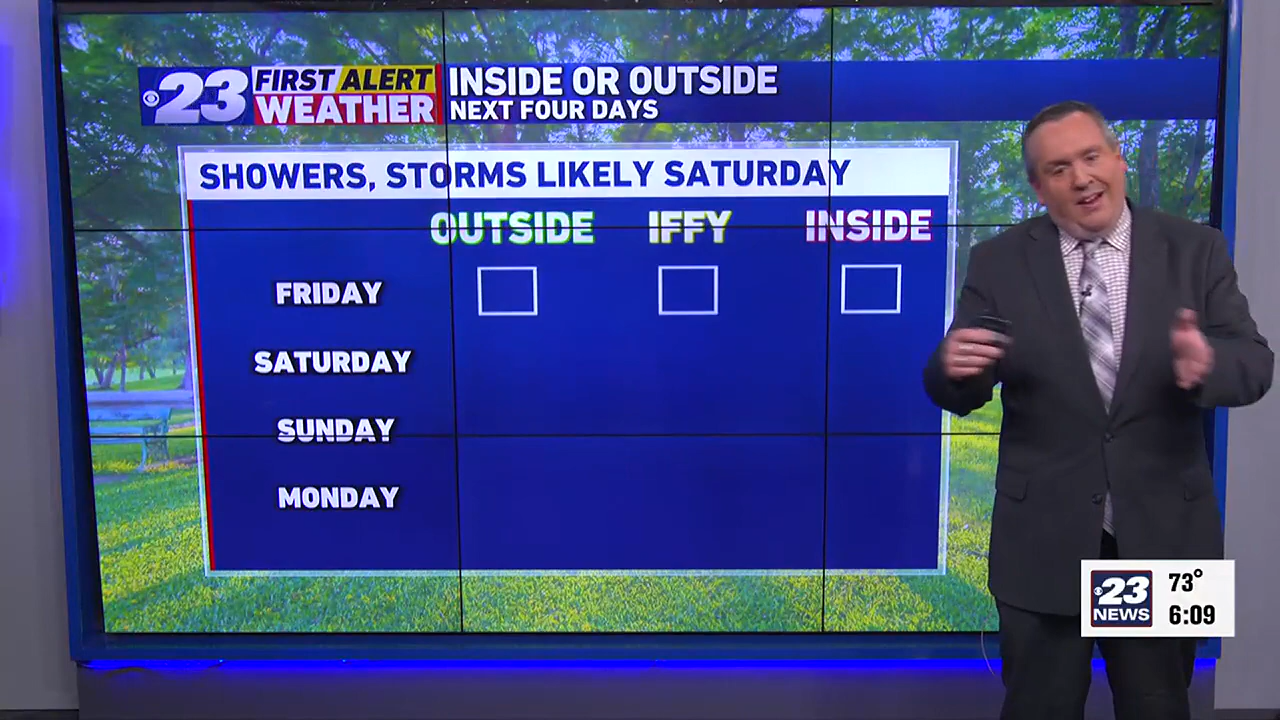 23 FIRST ALERT WEATHER
INSIDE OR OUTSIDE
NEXT FOUR DAYS
SHOWERS, STORMS LIKELY SATURDAY
OUTSIDE IFFY INSIDE
FRIDAY
SATURDAY
SUNDAY
MONDAY
23 NEWS
73°
6:09